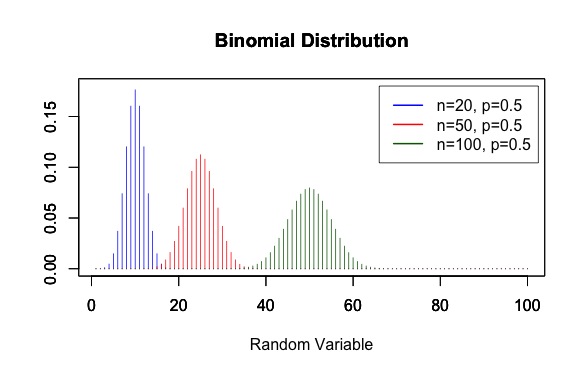 Binomial Distribution
n=20, p=0.5
n=50, p=0.5
n=100, p=0.5
0.15
0.10
0.05
0.00
0 20 40 60 80 100
Random Variable